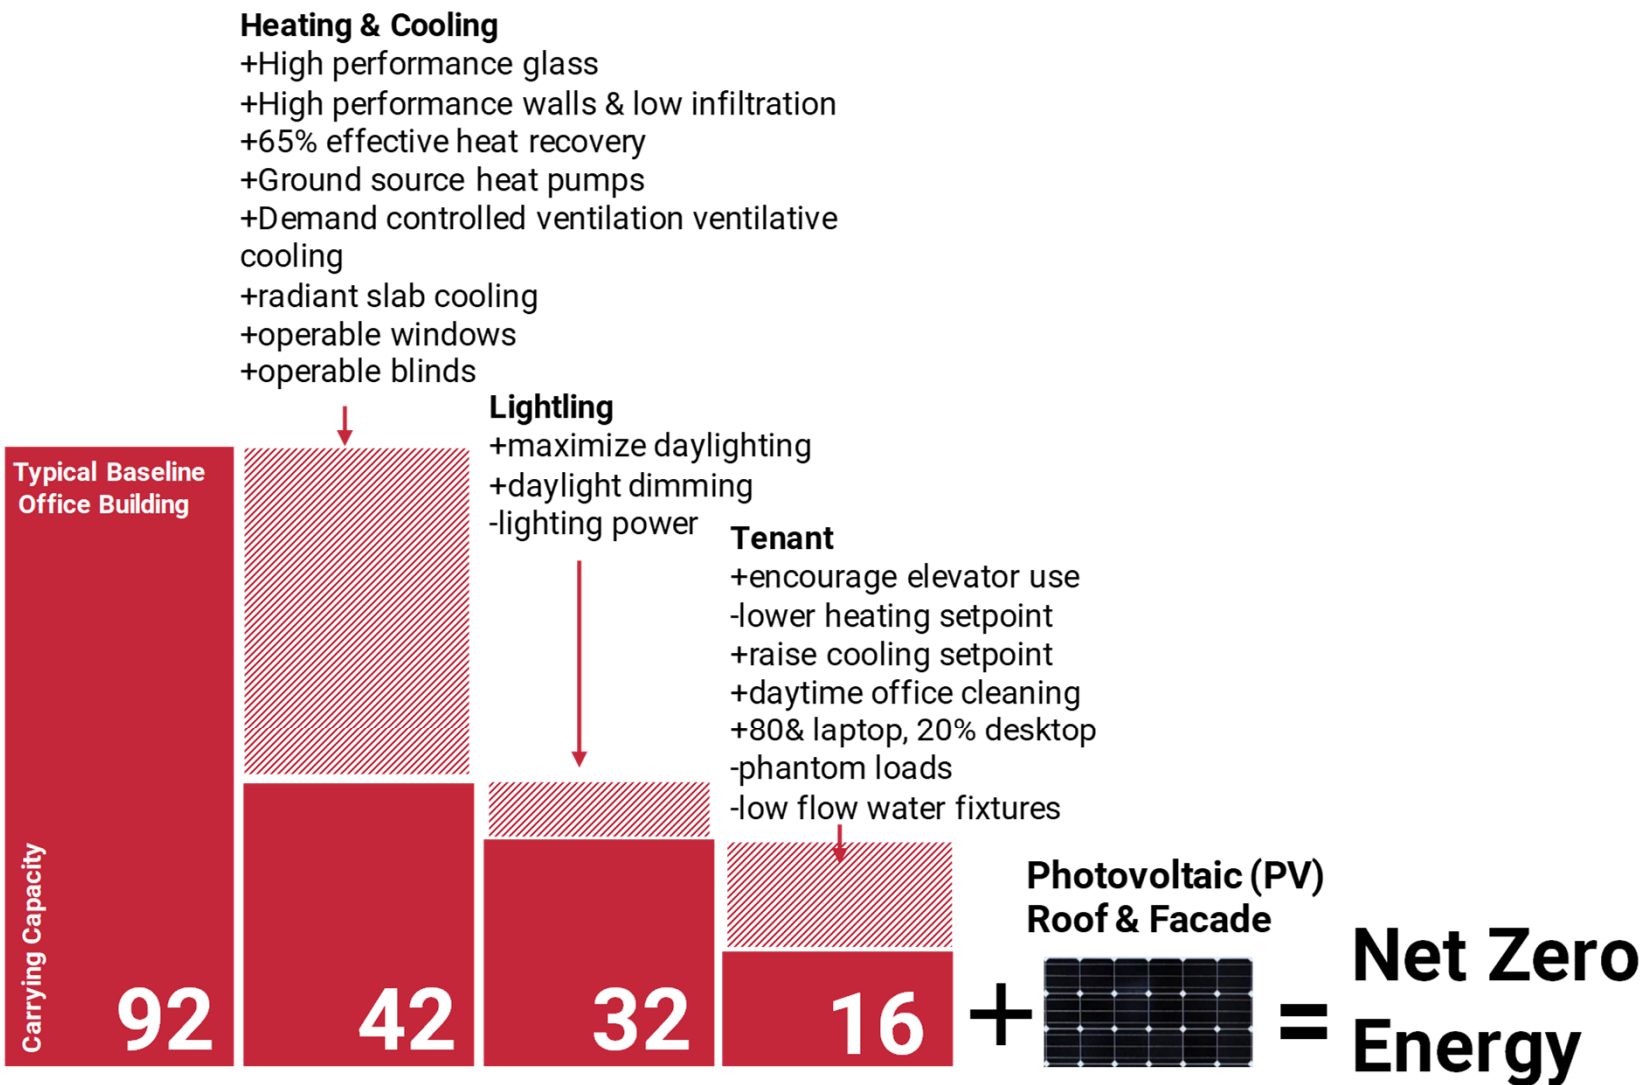 Heating & Cooling
+High performance glass
+High performance walls & low infiltration
+65% effective heat recovery
+Ground source heat pumps
+Demand controlled ventilation ventilative
cooling
+radiant slab cooling
+operable windows
+operable blinds
Lightling
+maximize daylighting
+daylight dimming
-lighting power
Tenant
+encourage elevator use
-lower heating setpoint
+raise cooling setpoint
+daytime office cleaning
+80& laptop, 20% desktop
-phantom loads
-low flow water fixtures
Typical Baseline
Office Building
Carrying Capacity
92
42
32
16
+
Photovoltaic (PV)
Roof & Facade
=
Net Zero
Energy